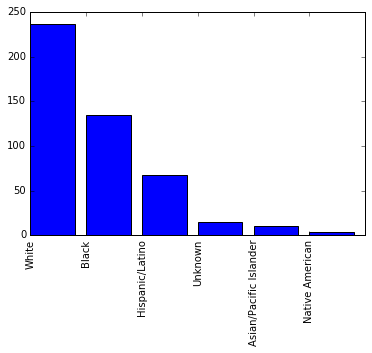 250
200
150
100
50
0
White
Black
Hispanic/Latino
Unknown
Asian/Pacific Islander
Native American